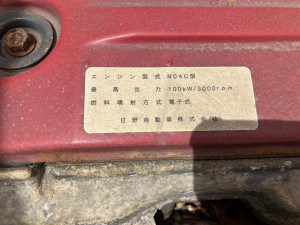 エンジン型式 N04C型
最高出力 100kW/3000r.p.m
燃料噴射方式 電子式
日野自動車株式会社